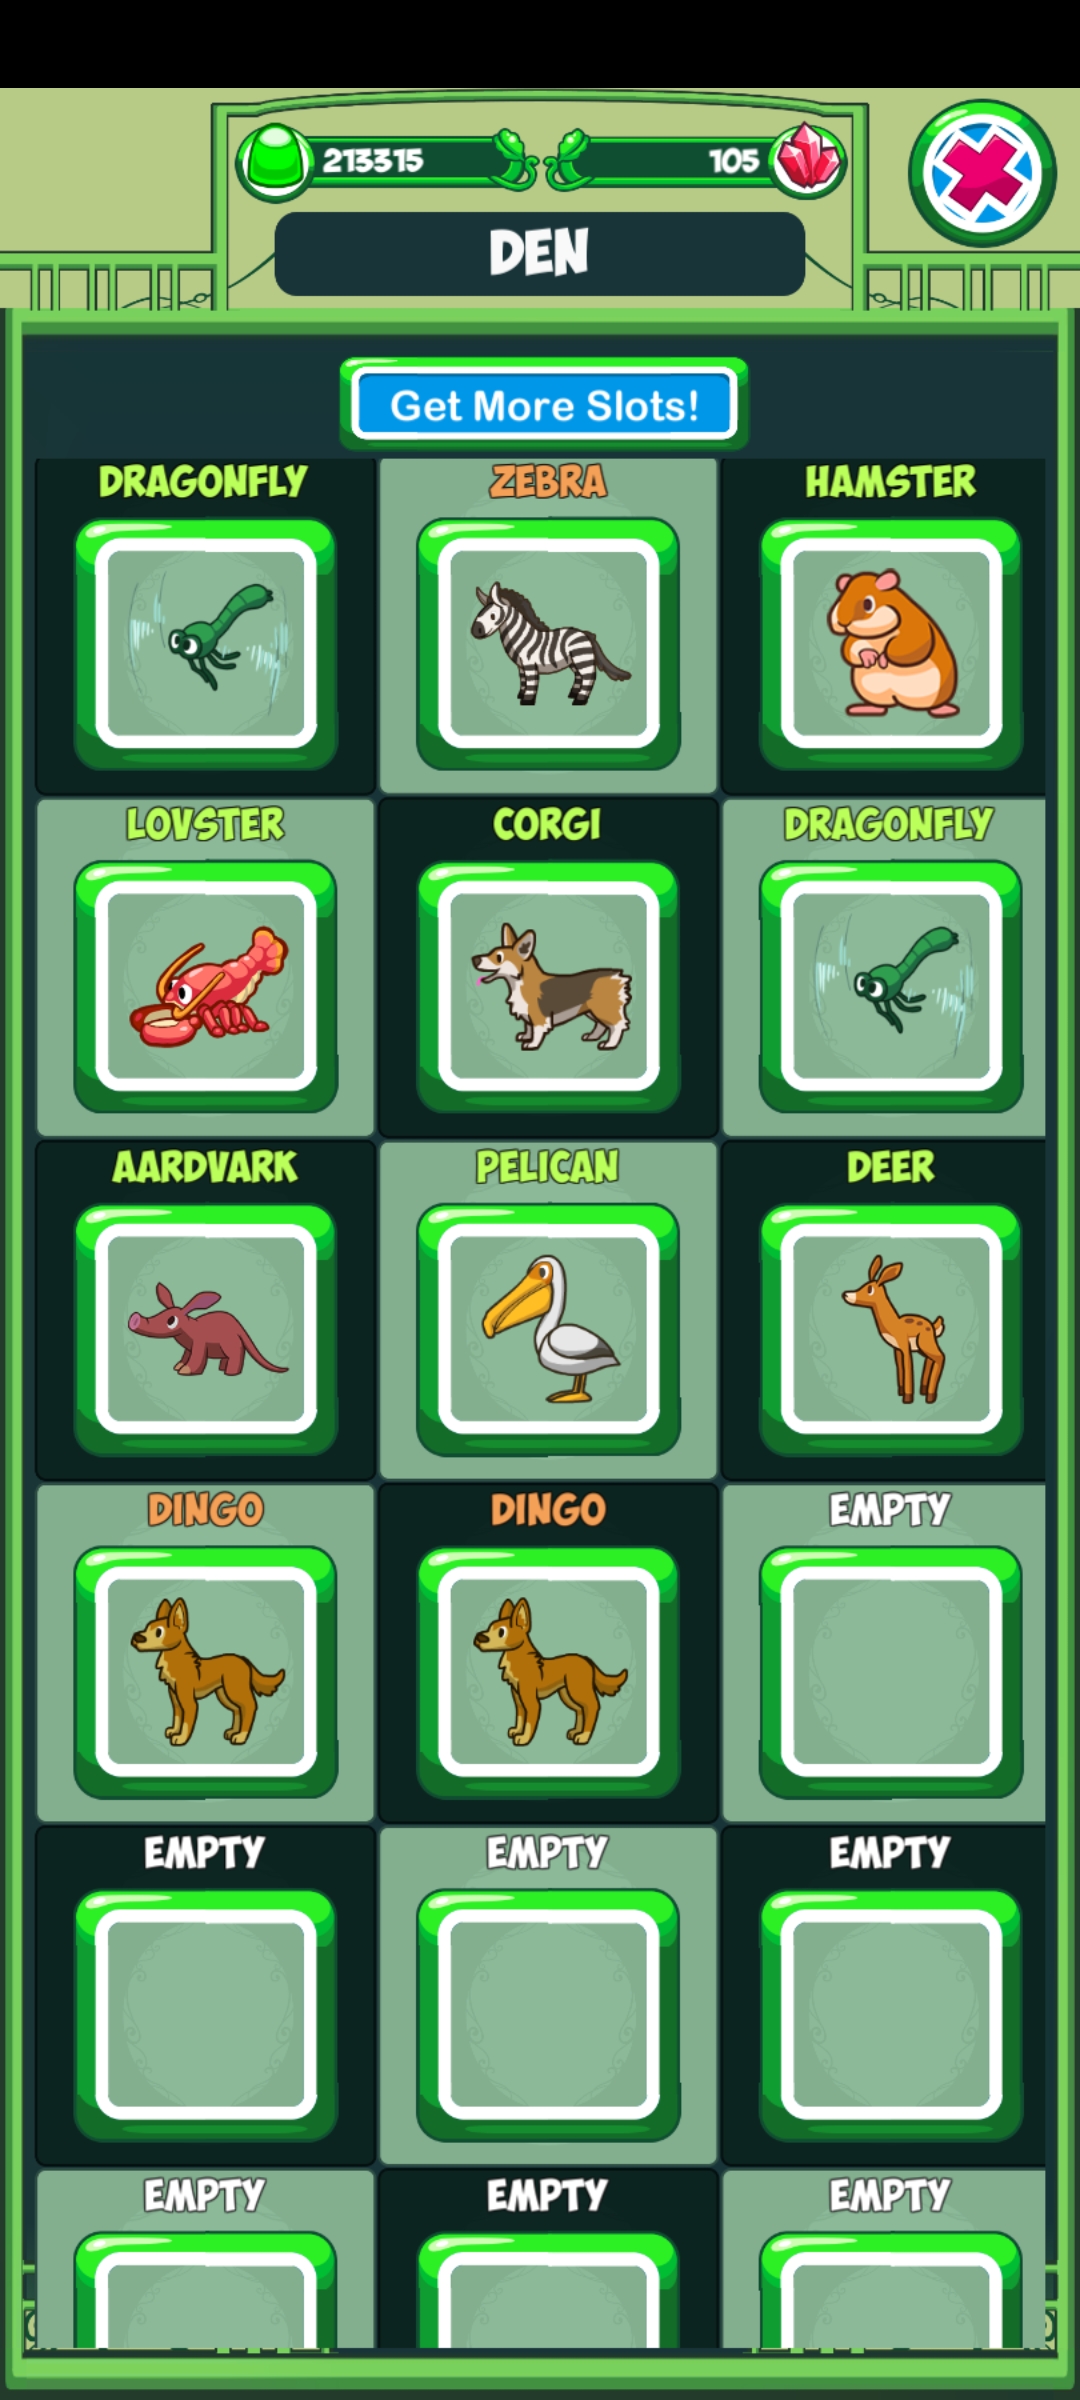 213315
105
DEN
Get More Slots!
DRAGONFLY
ZEBRA
HAMSTER
LOVSTER
CORGI
DRAGONFLY
AARDVARK
PELICAN
DEER
DINGO
DINGO
EMPTY
EMPTY
EMPTY
EMPTY
EMPTY
EMPTY
EMPTY